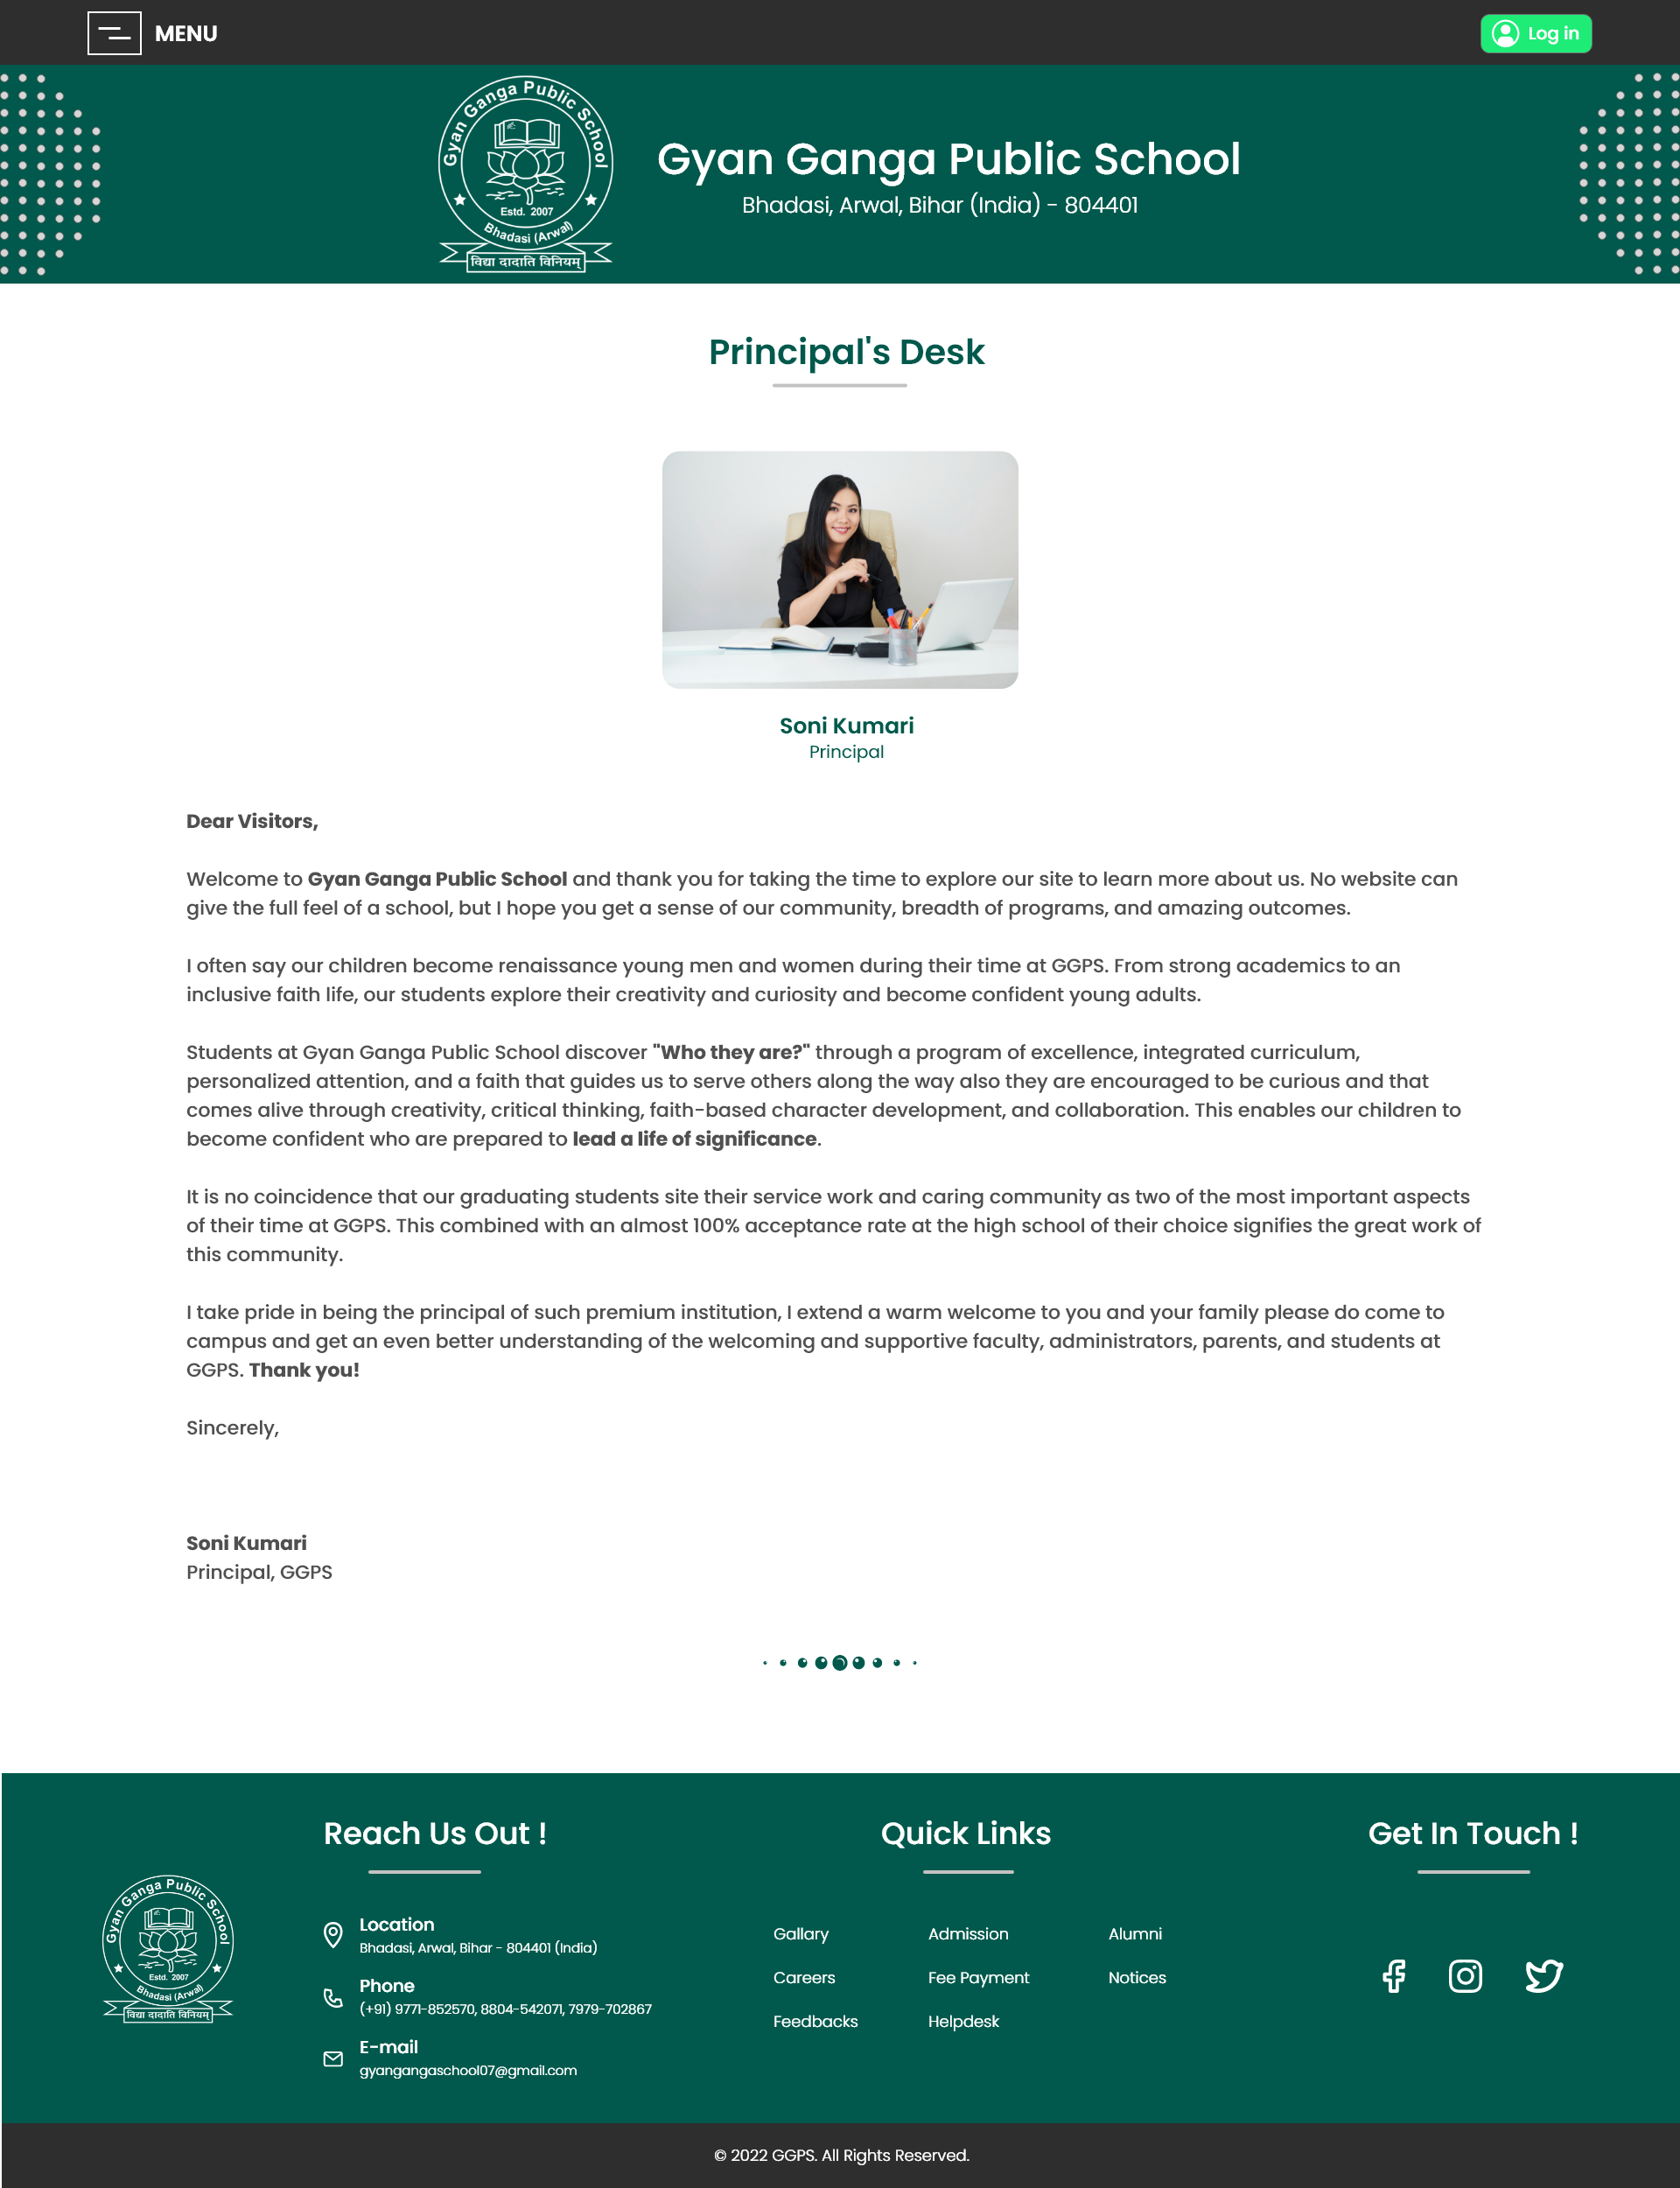 MENU
Log in
Gyan Ganga Public School
Estd. 2007
Bhadasi (Arwal)
विद्या दादाति विनियम्
Gyan Ganga Public School
Bhadasi, Arwal, Bihar (India) - 804401
Principal's Desk
Soni Kumari
Principal
Dear Visitors,
Welcome to Gyan Ganga Public School and thank you for taking the time to explore our site to learn more about us. No website can
give the full feel of a school, but I hope you get a sense of our community, breadth of programs, and amazing outcomes.
I often say our children become renaissance young men and women during their time at GGPS. From strong academics to an
inclusive faith life, our students explore their creativity and curiosity and become confident young adults.
Students at Gyan Ganga Public School discover "Who they are?" through a program of excellence, integrated curriculum,
personalized attention, and a faith that guides us to serve others along the way also they are encouraged to be curious and that
comes alive through creativity, critical thinking, faith-based character development, and collaboration. This enables our children to
become confident who are prepared to lead a life of significance.
It is no coincidence that our graduating students site their service work and caring community as two of the most important aspects
of their time at GGPS. This combined with an almost 100% acceptance rate at the high school of their choice signifies the great work of
this community.
I take pride in being the principal of such premium institution, I extend a warm welcome to you and your family please do come to
campus and get an even better understanding of the welcoming and supportive faculty, administrators, parents, and students at
GGPS. Thank you!
Sincerely,
Soni Kumari
Principal, GGPS
Gyan Ganga Public School
Estd. 2007
Bhadasi (Arwal)
विद्या दादाति विनियम्
Reach Us Out !
Location
Bhadasi, Arwal, Bihar - 804401 (India)
Phone
(+91) 9771-852570, 8804-542071, 7979-702867
E-mail
gyangangaschool07@gmail.com
Quick Links
Gallary
Admission
Alumni
Careers
Fee Payment
Notices
Feedbacks
Helpdesk
Get In Touch !
© 2022 GGPS. All Rights Reserved.